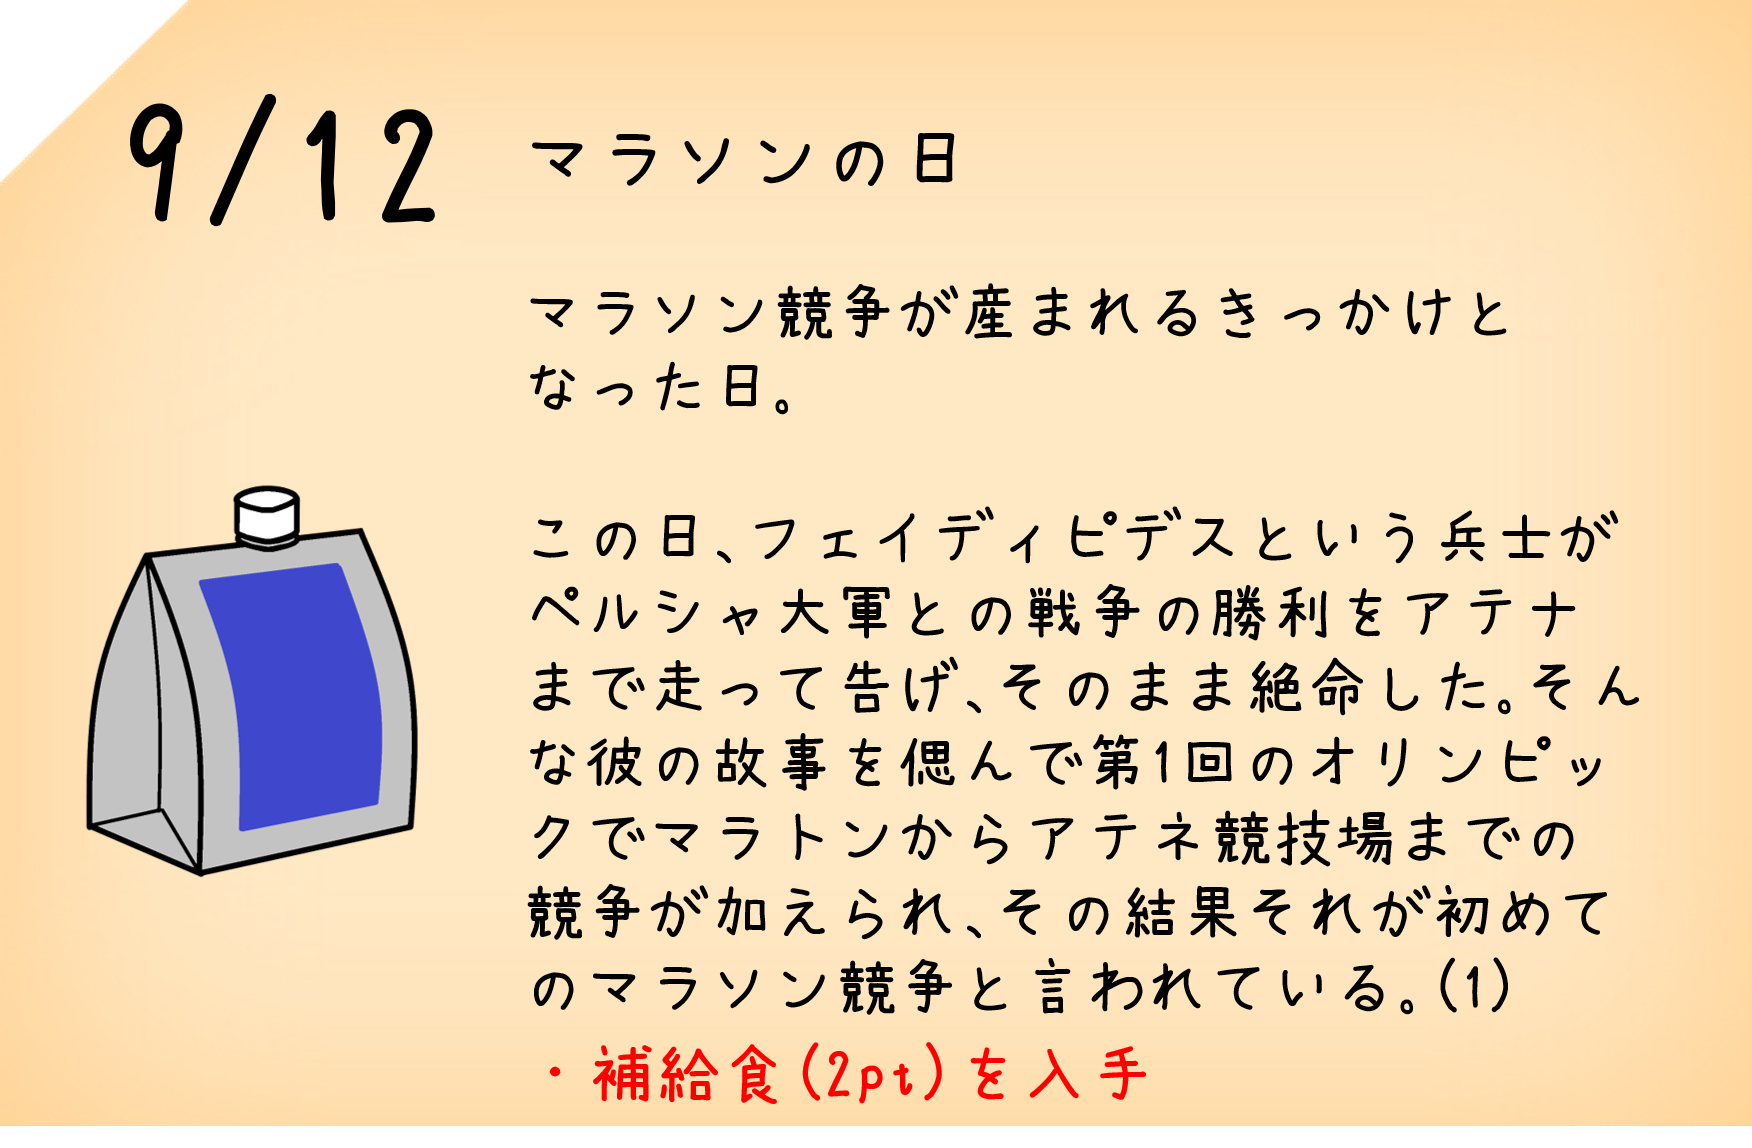 9/12
マラソンの日
マラソン競争が産まれるきっかけと
なった日。
この日、フェイディピデスという兵士が
ペルシャ大軍との戦争の勝利をアテナ
まで走って告げ、そのまま絶命した。そん
な彼の故事を偲んで第1回のオリンピッ
クでマラトンからアテネ競技場までの
競争が加えられ、その結果それが初めて
のマラソン競争と言われている。(1)
・補給食(2pt)を入手